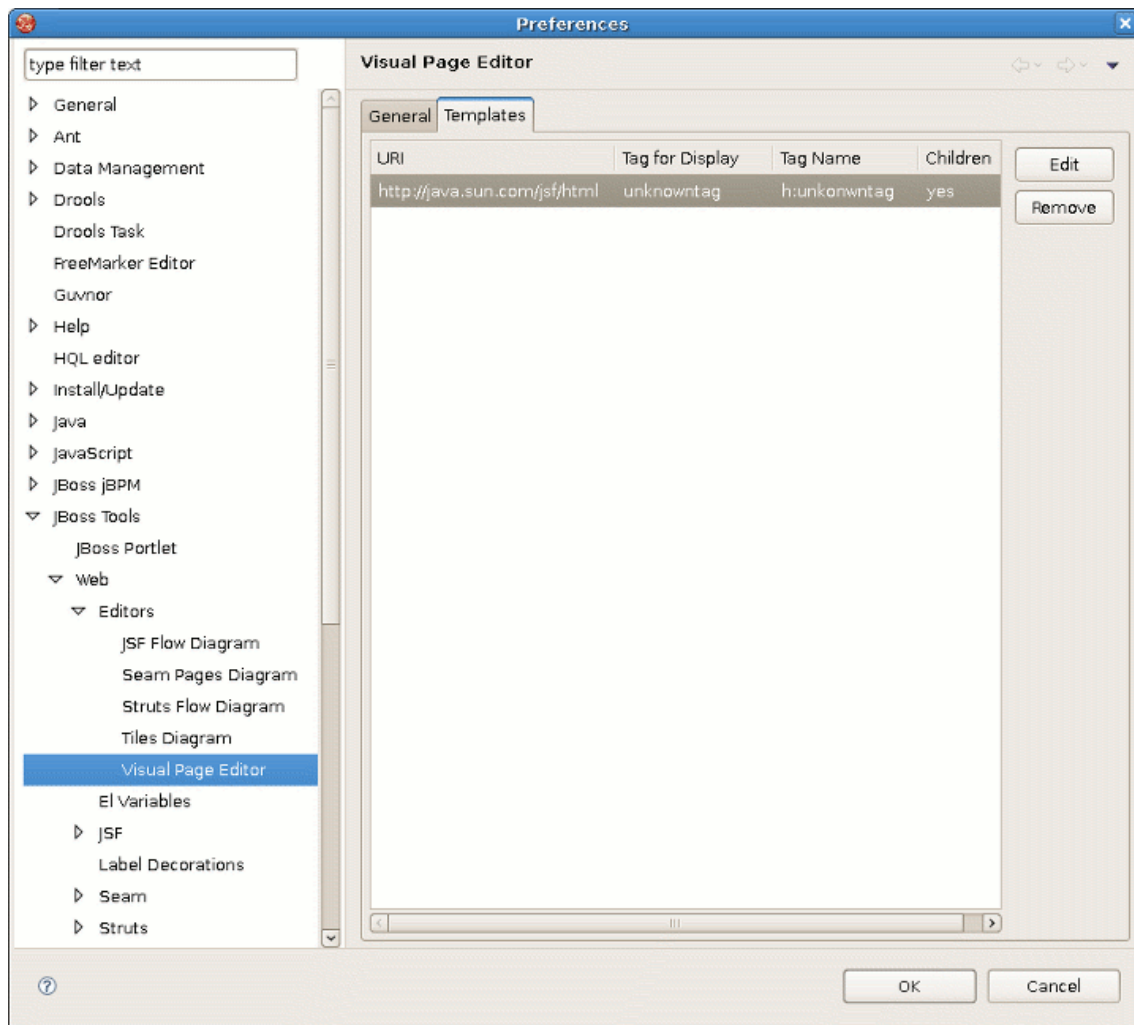 Preferences
type filter text
General
Ant
Data Management
Drools
Drools Task
FreeMarker Editor
Guvnor
Help
HQL editor
Install/Update
Java
JavaScript
JBoss jBPM
JBoss Tools
JBoss Portlet
Web
Editors
JSF Flow Diagram
Seam Pages Diagram
Struts Flow Diagram
Tiles Diagram
Visual Page Editor
El Variables
JSF
Label Decorations
Seam
Struts
Visual Page Editor
General Templates
URI Tag for Display Tag Name Children
http://java.sun.com/jsf/html unknowntag h:unkonwntag yes
Edit
Remove
OK Cancel